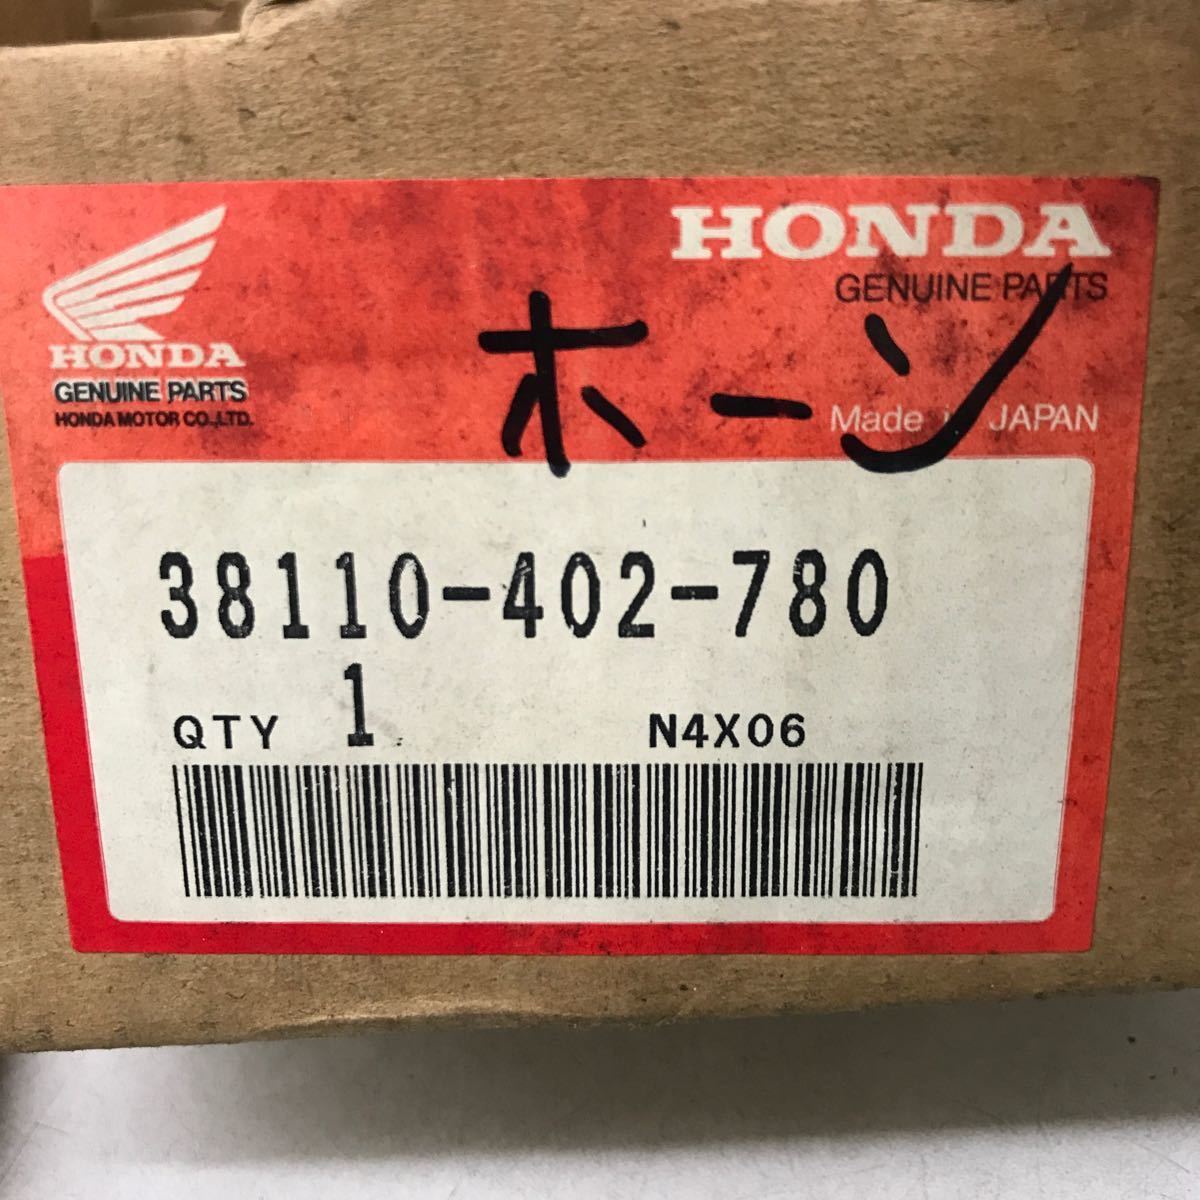 HONDA
GENUINE PARTS
HONDA
GENUINE PARTS
HONDA MOTOR CO.,LTD.
ホーン
Made in JAPAN
38110-402-780
QTY 1 N4X06